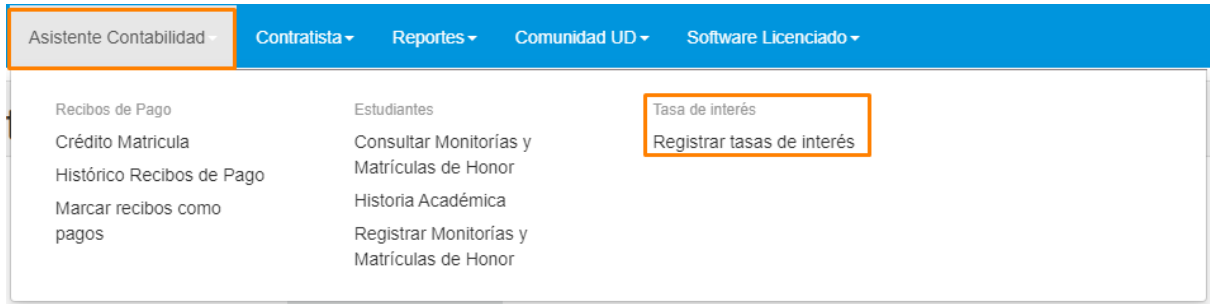 Asistente Contabilidad
Contratista
Reportes
Comunidad UD
Software Licenciado
Recibos de Pago
Crédito Matricula
Histórico Recibos de Pago
Marcar recibos como
pagos
Estudiantes
Consultar Monitorías y
Matrículas de Honor
Historia Académica
Registrar Monitorías y
Matrículas de Honor
Tasa de interés
Registrar tasas de interés